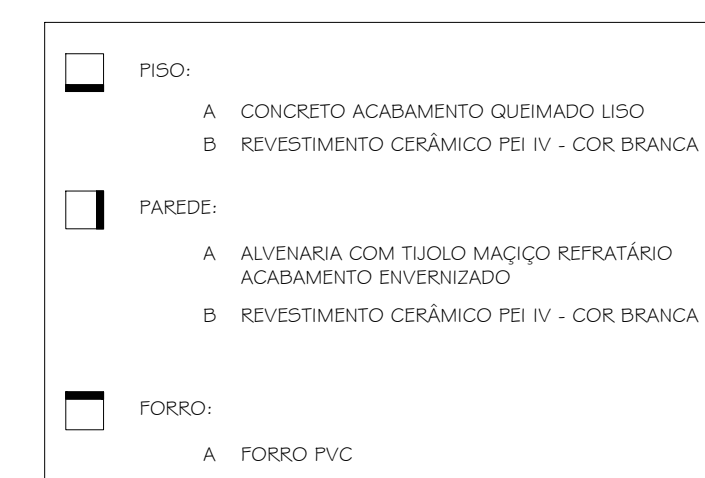 PISO:
A CONCRETO ACABAMENTO QUEIMADO LISO
B REVESTIMENTO CERÂMICO PEI IV - COR BRANCA
PAREDE:
A ALVENARIA COM TIJOLO MAÇIÇO REFRATÁRIO
ACABAMENTO ENVERNIZADO
B REVESTIMENTO CERÂMICO PEI IV - COR BRANCA
FORRO:
A FORRO PVC